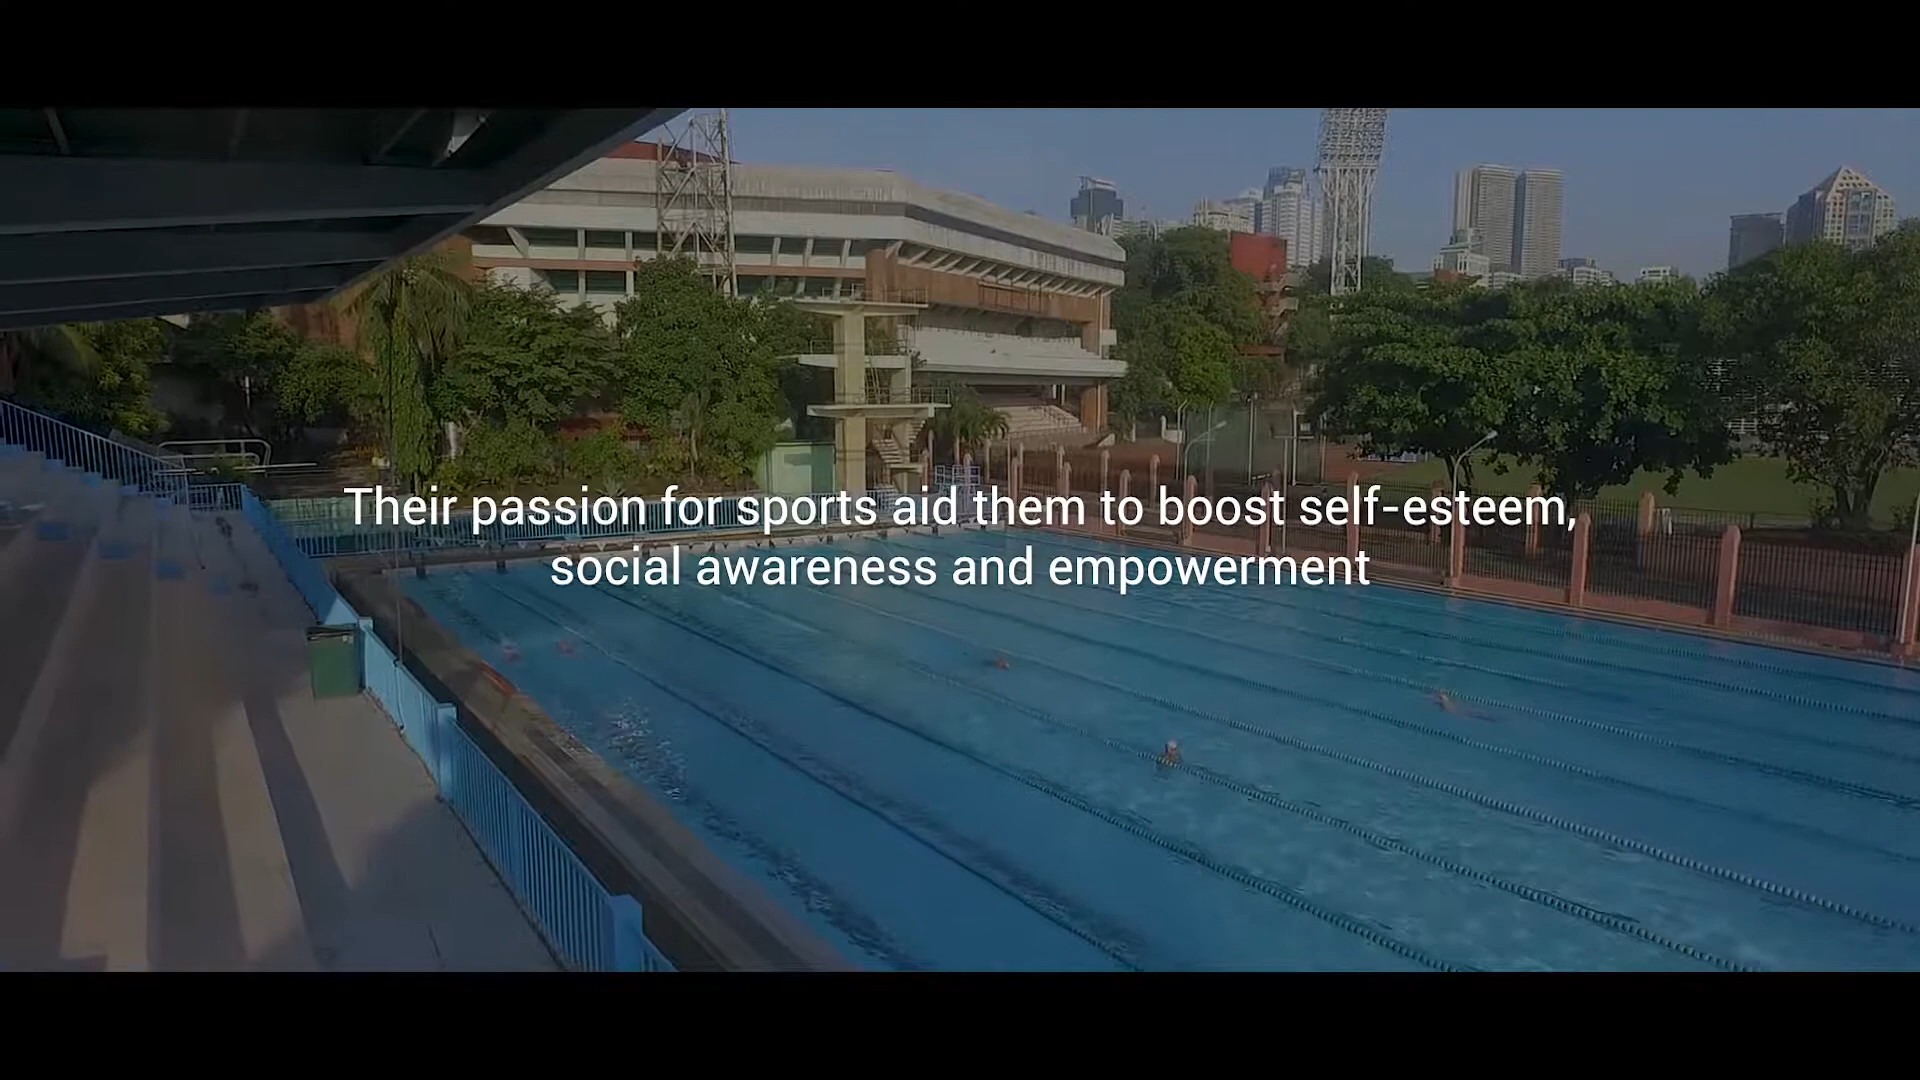 Their passion for sports aid them to boost self-esteem,
social awareness and empowerment